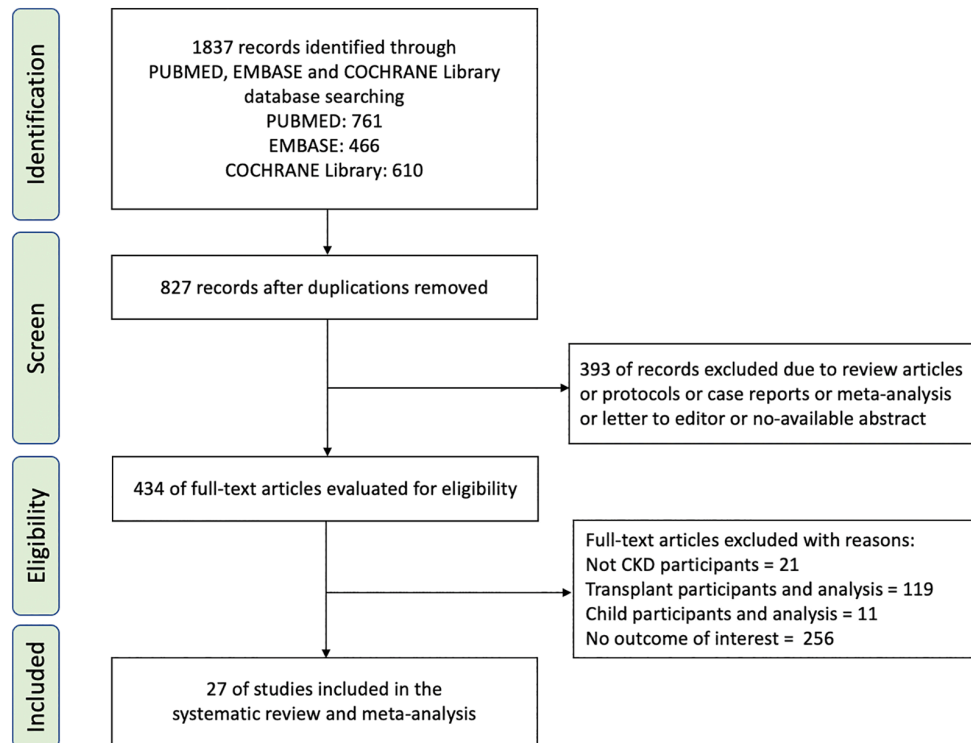 Identification
1837 records identified through
PUBMED, EMBASE and COCHRANE Library
database searching
PUBMED: 761
EMBASE: 466
COCHRANE Library: 610
Screen
827 records after duplications removed
393 of records excluded due to review articles
or protocols or case reports or meta-analysis
or letter to editor or no-available abstract
Eligibility
434 of full-text articles evaluated for eligibility
Full-text articles excluded with reasons:
Not CKD participants = 21
Transplant participants and analysis = 119
Child participants and analysis = 11
No outcome of interest = 256
Included
27 of studies included in the
systematic review and meta-analysis